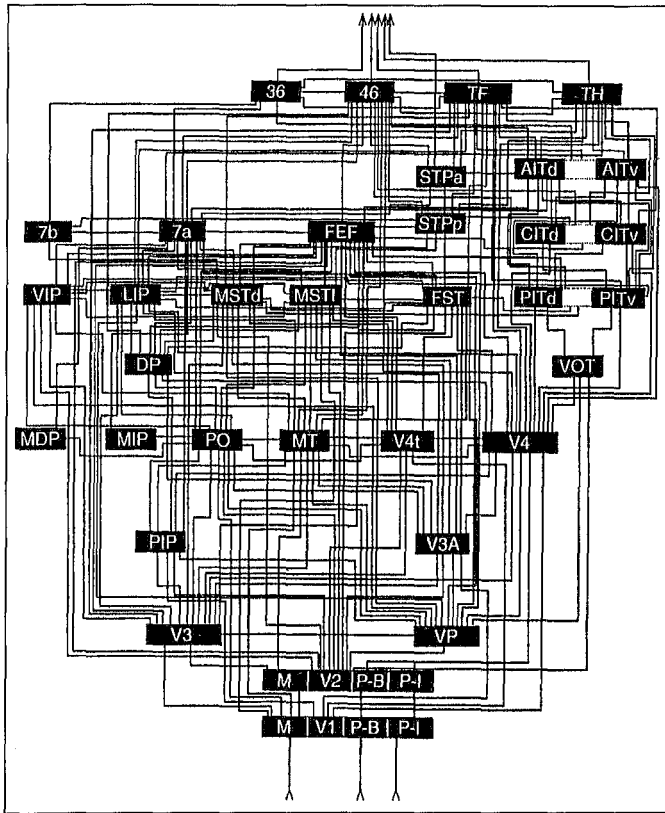 36 46 TF TH
AITd AITv
STPa
STPp
7b 7a FEF CITd CITv
VIP LIP MSTd MSTl FST PITd PITv
DP VOT
MDP MIP PO MT V4t V4
PIP V3A
V3 VP
M V2 P-B P-I
M V1 P-B P-I